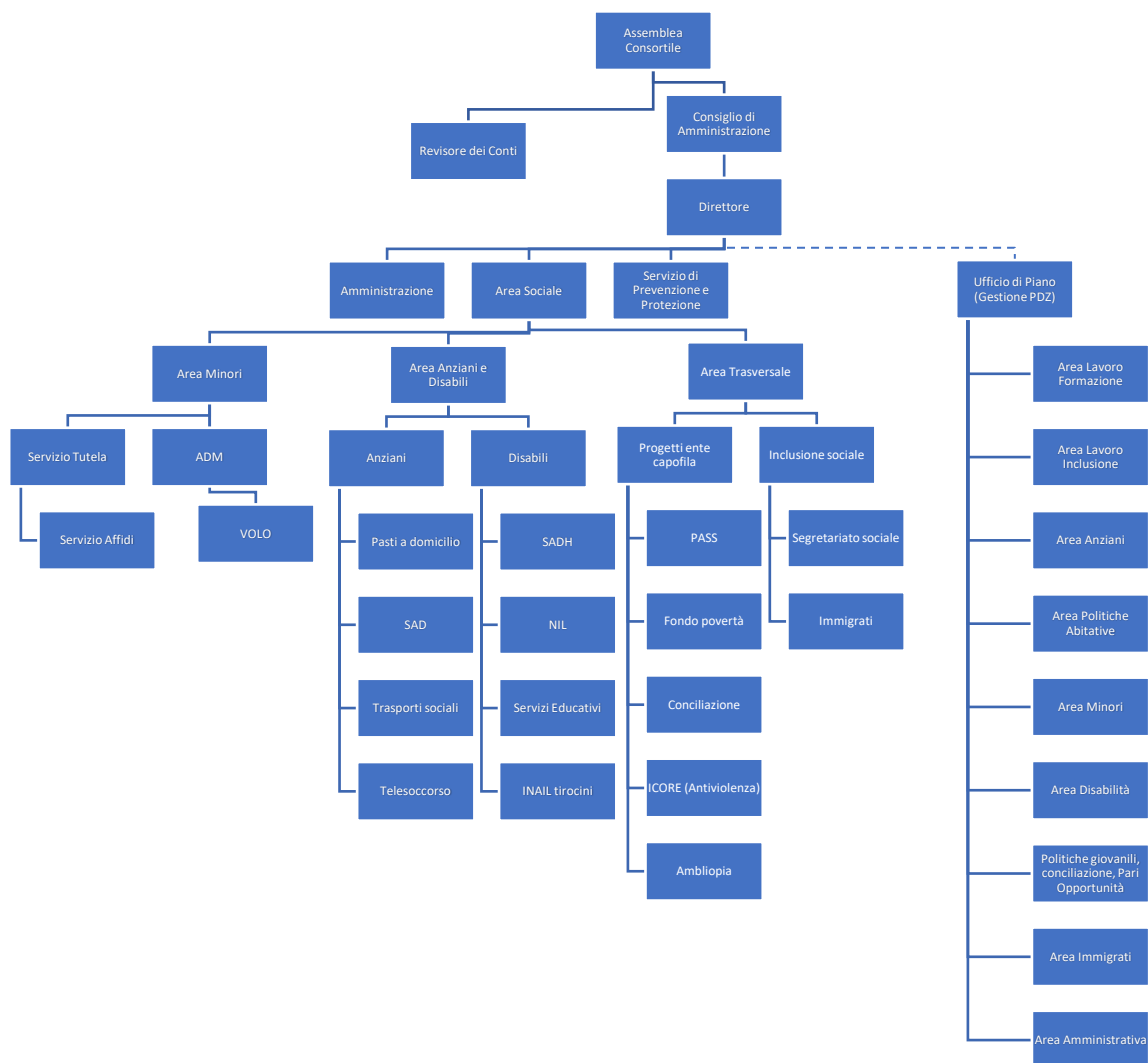 Assemblea
Consortile
Consiglio di
Amministrazione
Revisore dei Conti
Direttore
Amministrazione
Area Sociale
Servizio di
Prevenzione e
Protezione
Ufficio di Piano
(Gestione PDZ)
Area Minori
Area Anziani e
Disabili
Area Trasversale
Area Lavoro
Formazione
Servizio Tutela
ADM
Anziani
Disabili
Progetti ente
capofila
Inclusione sociale
Area Lavoro
Inclusione
Servizio Affidi
VOLO
Pasti a domicilio
SADH
PASS
Segretariato sociale
Area Anziani
SAD
NIL
Fondo povertà
Immigrati
Area Politiche
Abitative
Trasporti sociali
Servizi Educativi
Conciliazione
Area Minori
Telesoccorso
INAIL tirocini
ICORE (Antiviolenza)
Area Disabilità
Ambliopia
Politiche giovanili,
conciliazione, Pari
Opportunità
Area Immigrati
Area Amministrativa